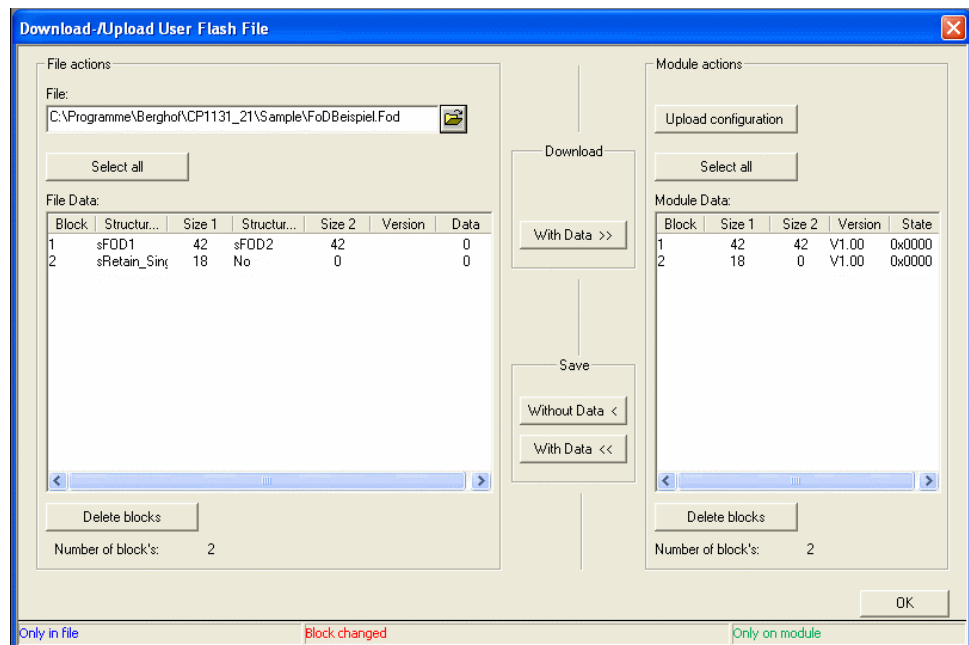 Download-/Upload User Flash File
File actions
File:
C:\Programme\Berghof\CP1131_21\Sample\FoDBeispiel.Fod
Select all
File Data:
Block Structur... Size 1 Structur... Size 2 Version Data
1 sFOD1 42 sFOD2 42 0
2 sRetain_Sing 18 No 0 0
Delete blocks
Number of block's: 2
Download
With Data >>
Save
Without Data <
With Data <<
Module actions
Upload configuration
Select all
Module Data:
Block Size 1 Size 2 Version State
1 42 42 V1.00 0x0000
2 18 0 V1.00 0x0000
Delete blocks
Number of block's: 2
OK
Only in file Block changed Only on module